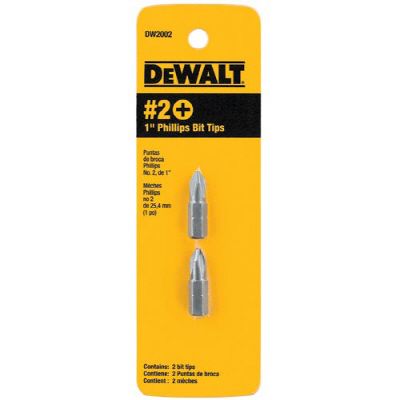 DW2002
DEWALT
#2
1" Phillips Bit Tips
Puntas
de broca
Phillips
No. 2, de 1"
Mèches
Phillips
no 2
de 25,4 mm
(1 po)
Contains: 2 bit tips
Contiene: 2 Puntas de broca
Contient : 2 mèches